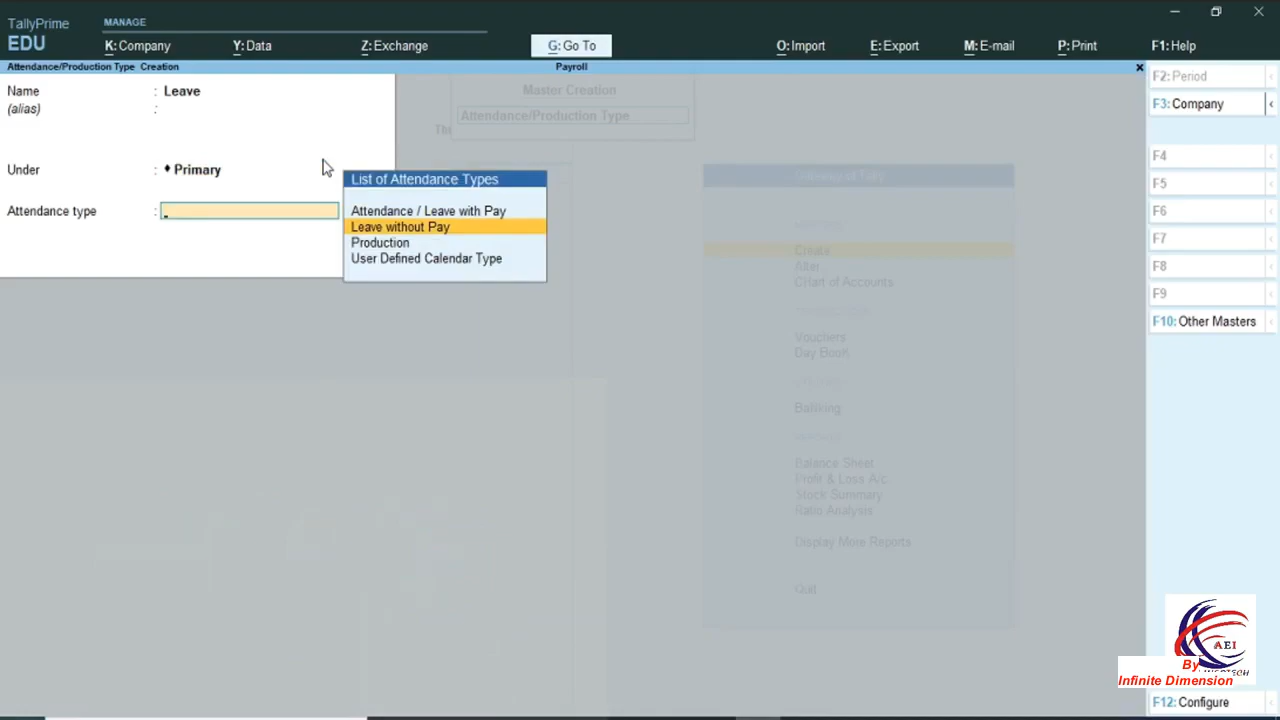 TallyPrime
EDU
MANAGE
K: Company
Y: Data
Z: Exchange
G: Go To
O: Import
E: Export
M: E-mail
P: Print
F1: Help
Attendance/Production Type Creation
Payroll
Name : Leave
(alias) :
Under : ♦ Primary
Attendance type :
List of Attendance Types
Attendance / Leave with Pay
Leave without Pay
Production
User Defined Calendar Type
Master Creation
Attendance/Production Type
Create
Alter
CHart of Accounts
Vouchers
Day Book
Balance Sheet
Profit & Loss A/c
Stock Summary
Ratio Analysis
Display More Reports
Quit
F2: Period
F3: Company
F4
F5
F6
F7
F8
F9
F10: Other Masters
AEI
By
Infinite Dimension
F12: Configure